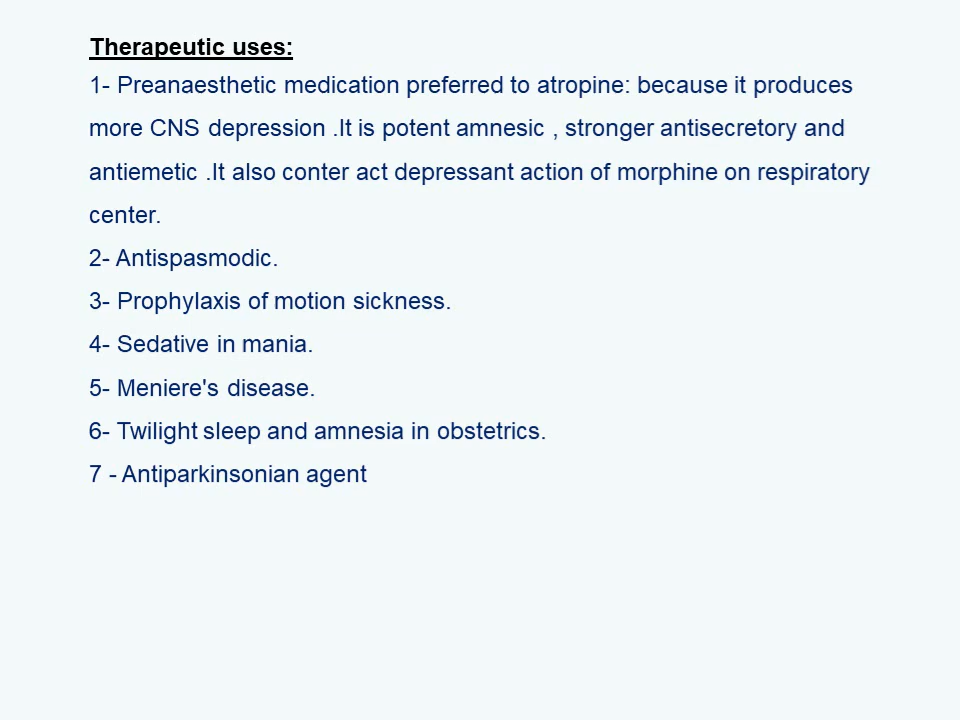 Therapeutic uses:
1- Preanaesthetic medication preferred to atropine: because it produces
more CNS depression .It is potent amnesic , stronger antisecretory and
antiemetic .It also conter act depressant action of morphine on respiratory
center.
2- Antispasmodic.
3- Prophylaxis of motion sickness.
4- Sedative in mania.
5- Meniere's disease.
6- Twilight sleep and amnesia in obstetrics.
7 - Antiparkinsonian agent